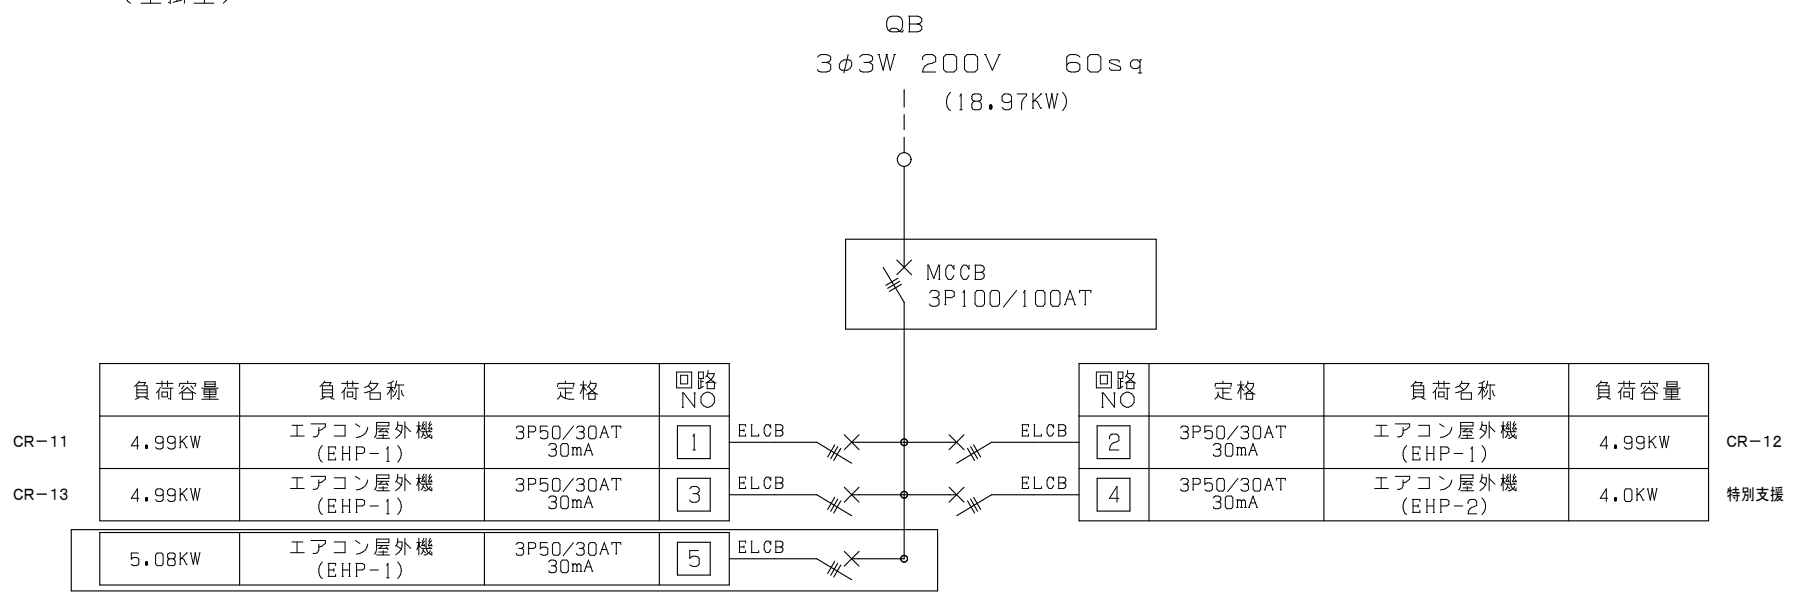 QB
3φ3W 200V 60sq
(18.97KW)
MCCB
3P100/100AT
負荷容量 負荷名称 定格 回路NO
CR-11 4.99KW エアコン屋外機(EHP-1) 3P50/30AT 30mA 1 ELCB
CR-13 4.99KW エアコン屋外機(EHP-1) 3P50/30AT 30mA 3 ELCB
5.08KW エアコン屋外機(EHP-1) 3P50/30AT 30mA 5 ELCB
回路NO 定格 負荷名称 負荷容量
ELCB 2 3P50/30AT 30mA エアコン屋外機(EHP-1) 4.99KW CR-12
ELCB 4 3P50/30AT 30mA エアコン屋外機(EHP-2) 4.0KW 特別支援